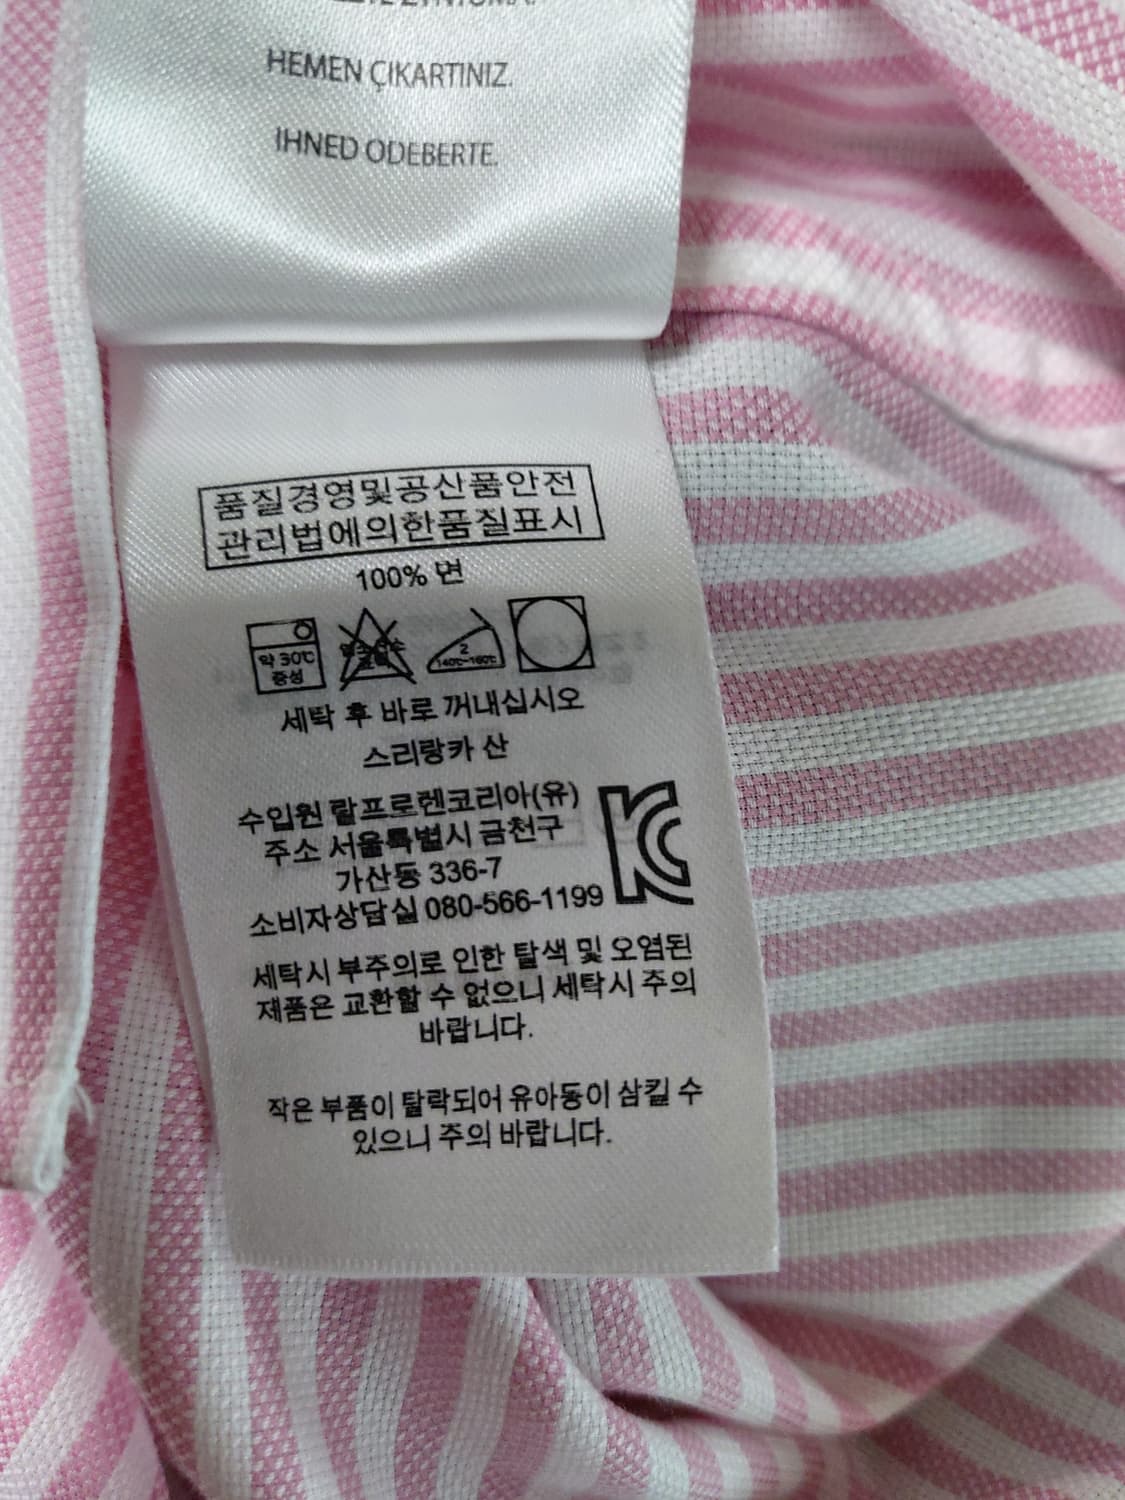 HEMEN ÇIKARTINIZ.
IHNED ODEBERTE.
품질경영및공산품안전
관리법에의한품질표시
100% 면
약 30℃
중성
2
140℃~160℃
세탁 후 바로 꺼내십시오
스리랑카 산
수입원 랄프로렌코리아(유)
주소 서울특별시 금천구
가산동 336-7
소비자상담실 080-566-1199
세탁시 부주의로 인한 탈색 및 오염된
제품은 교환할 수 없으니 세탁시 주의
바랍니다.
작은 부품이 탈락되어 유아동이 삼킬 수
있으니 주의 바랍니다.